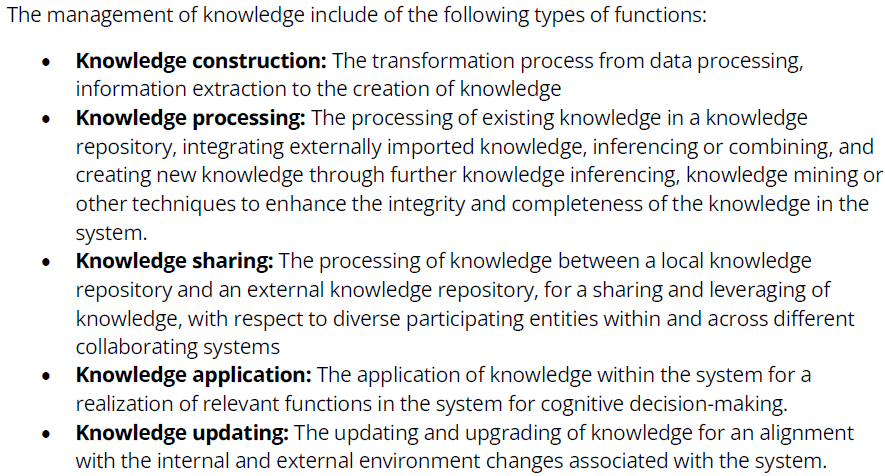 The management of knowledge include of the following types of functions:
• Knowledge construction: The transformation process from data processing,
information extraction to the creation of knowledge
• Knowledge processing: The processing of existing knowledge in a knowledge
repository, integrating externally imported knowledge, inferencing or combining, and
creating new knowledge through further knowledge inferencing, knowledge mining or
other techniques to enhance the integrity and completeness of the knowledge in the
system.
• Knowledge sharing: The processing of knowledge between a local knowledge
repository and an external knowledge repository, for a sharing and leveraging of
knowledge, with respect to diverse participating entities within and across different
collaborating systems
• Knowledge application: The application of knowledge within the system for a
realization of relevant functions in the system for cognitive decision-making.
• Knowledge updating: The updating and upgrading of knowledge for an alignment
with the internal and external environment changes associated with the system.